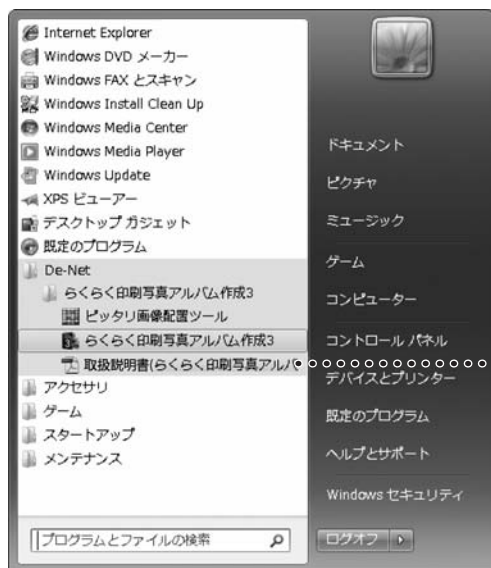 Internet Explorer
Windows DVD メーカー
Windows FAX とスキャン
Windows Install Clean Up
Windows Media Center
Windows Media Player
Windows Update
XPS ビューアー
デスクトップ ガジェット
既定のプログラム
De-Net
らくらく印刷写真アルバム作成3
ピッタリ画像配置ツール
らくらく印刷写真アルバム作成3
取扱説明書(らくらく印刷写真アルバ
アクセサリ
ゲーム
スタートアップ
メンテナンス
プログラムとファイルの検索
ドキュメント
ピクチャ
ミュージック
ゲーム
コンピューター
コントロール パネル
デバイスとプリンター
既定のプログラム
ヘルプとサポート
Windows セキュリティ
ログオフ